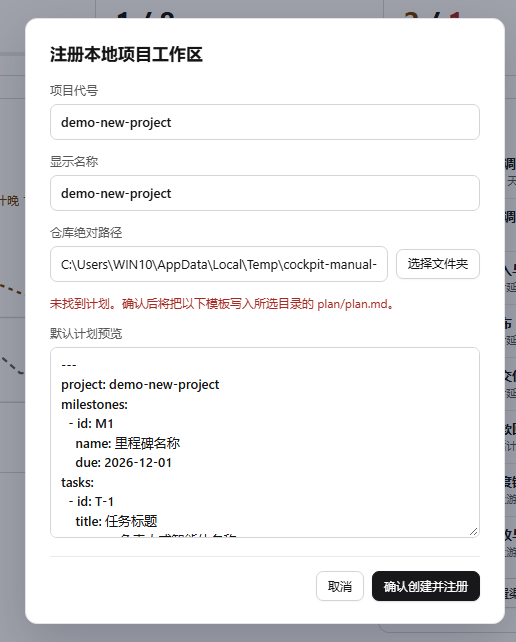 注册本地项目工作区
项目代号
demo-new-project
显示名称
demo-new-project
仓库绝对路径
C:\Users\WIN10\AppData\Local\Temp\cockpit-manual-
选择文件夹
未找到计划。确认后将把以下模板写入所选目录的 plan/plan.md。
默认计划预览
---
project: demo-new-project
milestones:
- id: M1
name: 里程碑名称
due: 2026-12-01
tasks:
- id: T-1
title: 任务标题
取消
确认创建并注册